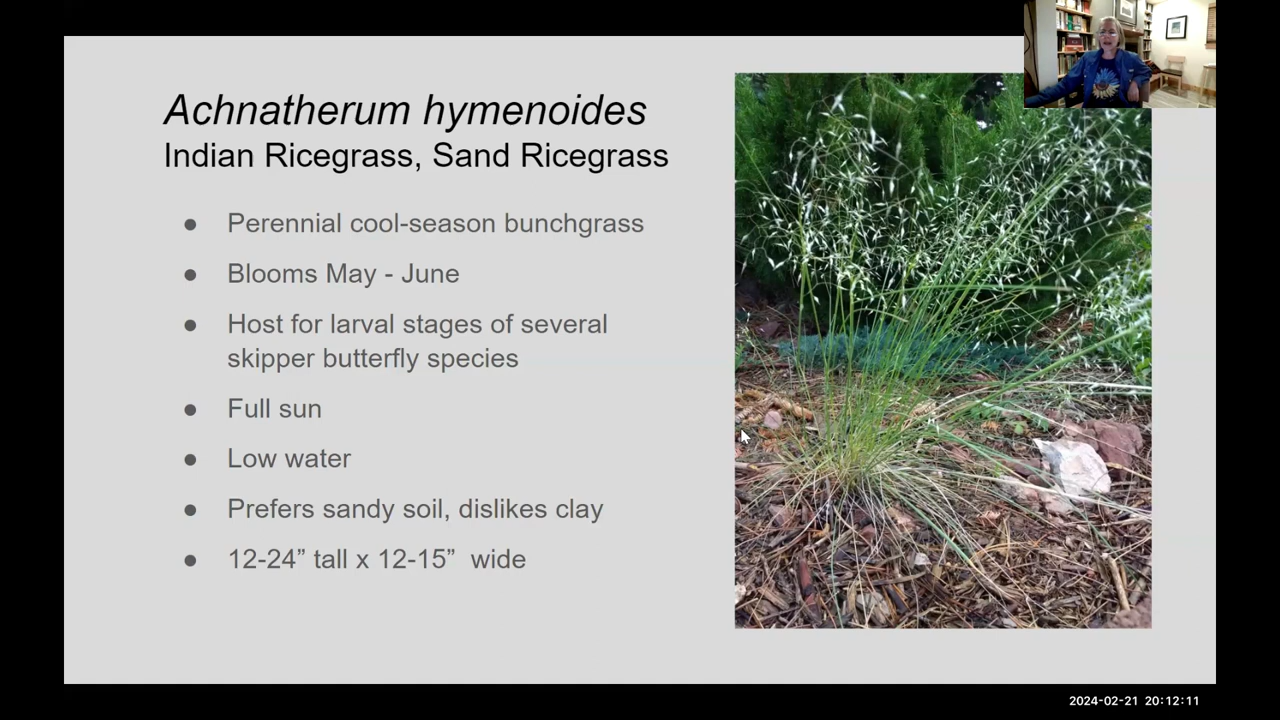 Achnatherum hymenoides
Indian Ricegrass, Sand Ricegrass
● Perennial cool-season bunchgrass
● Blooms May - June
● Host for larval stages of several
skipper butterfly species
● Full sun
● Low water
● Prefers sandy soil, dislikes clay
● 12-24” tall x 12-15”  wide
2024-02-21 20:12:11